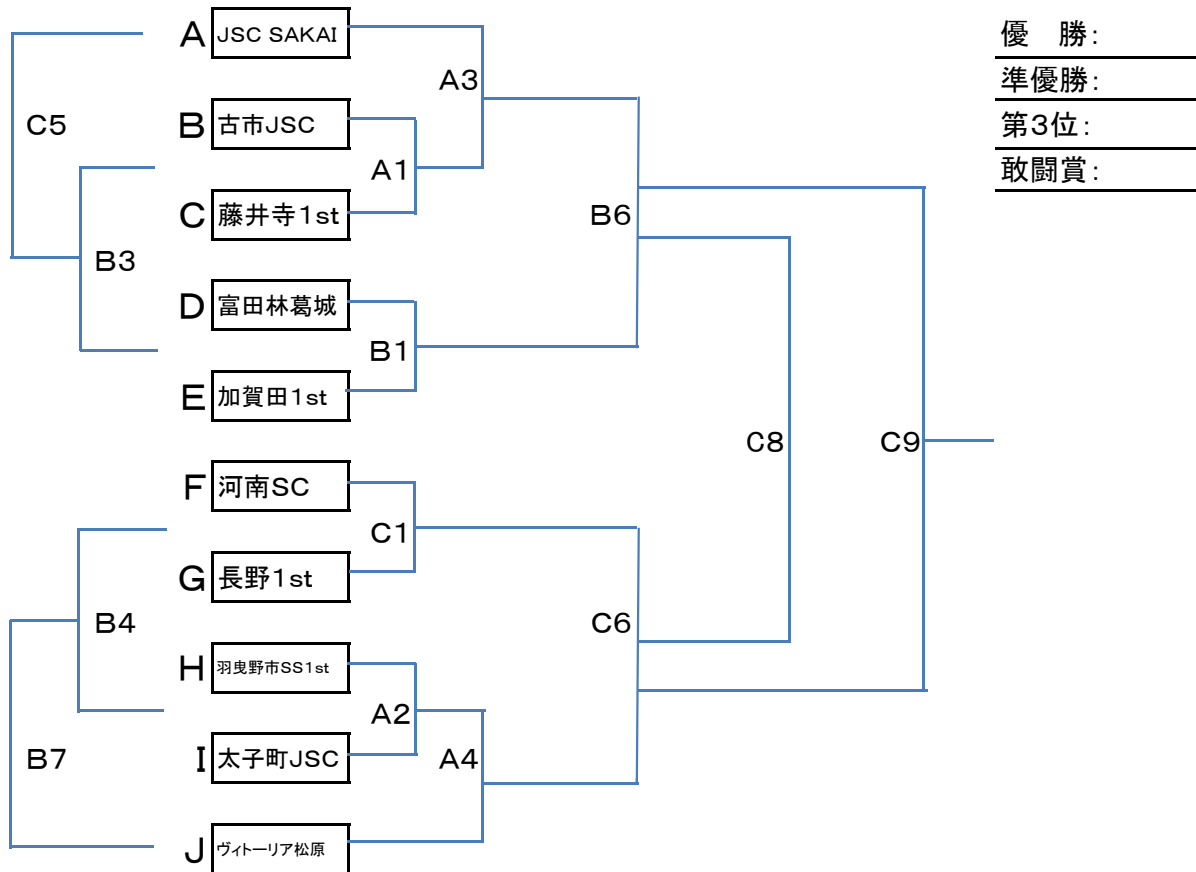 A JSC SAKAI
優　勝：
A3
準優勝：
C5
B 古市JSC
第3位：
A1
敢闘賞：
C 藤井寺1st
B6
B3
D 富田林葛城
B1
E 加賀田1st
C8
C9
F 河南SC
C1
G 長野1st
B4
C6
H 羽曳野市SS1st
A2
B7
I 太子町JSC
A4
J ヴィトーリア松原